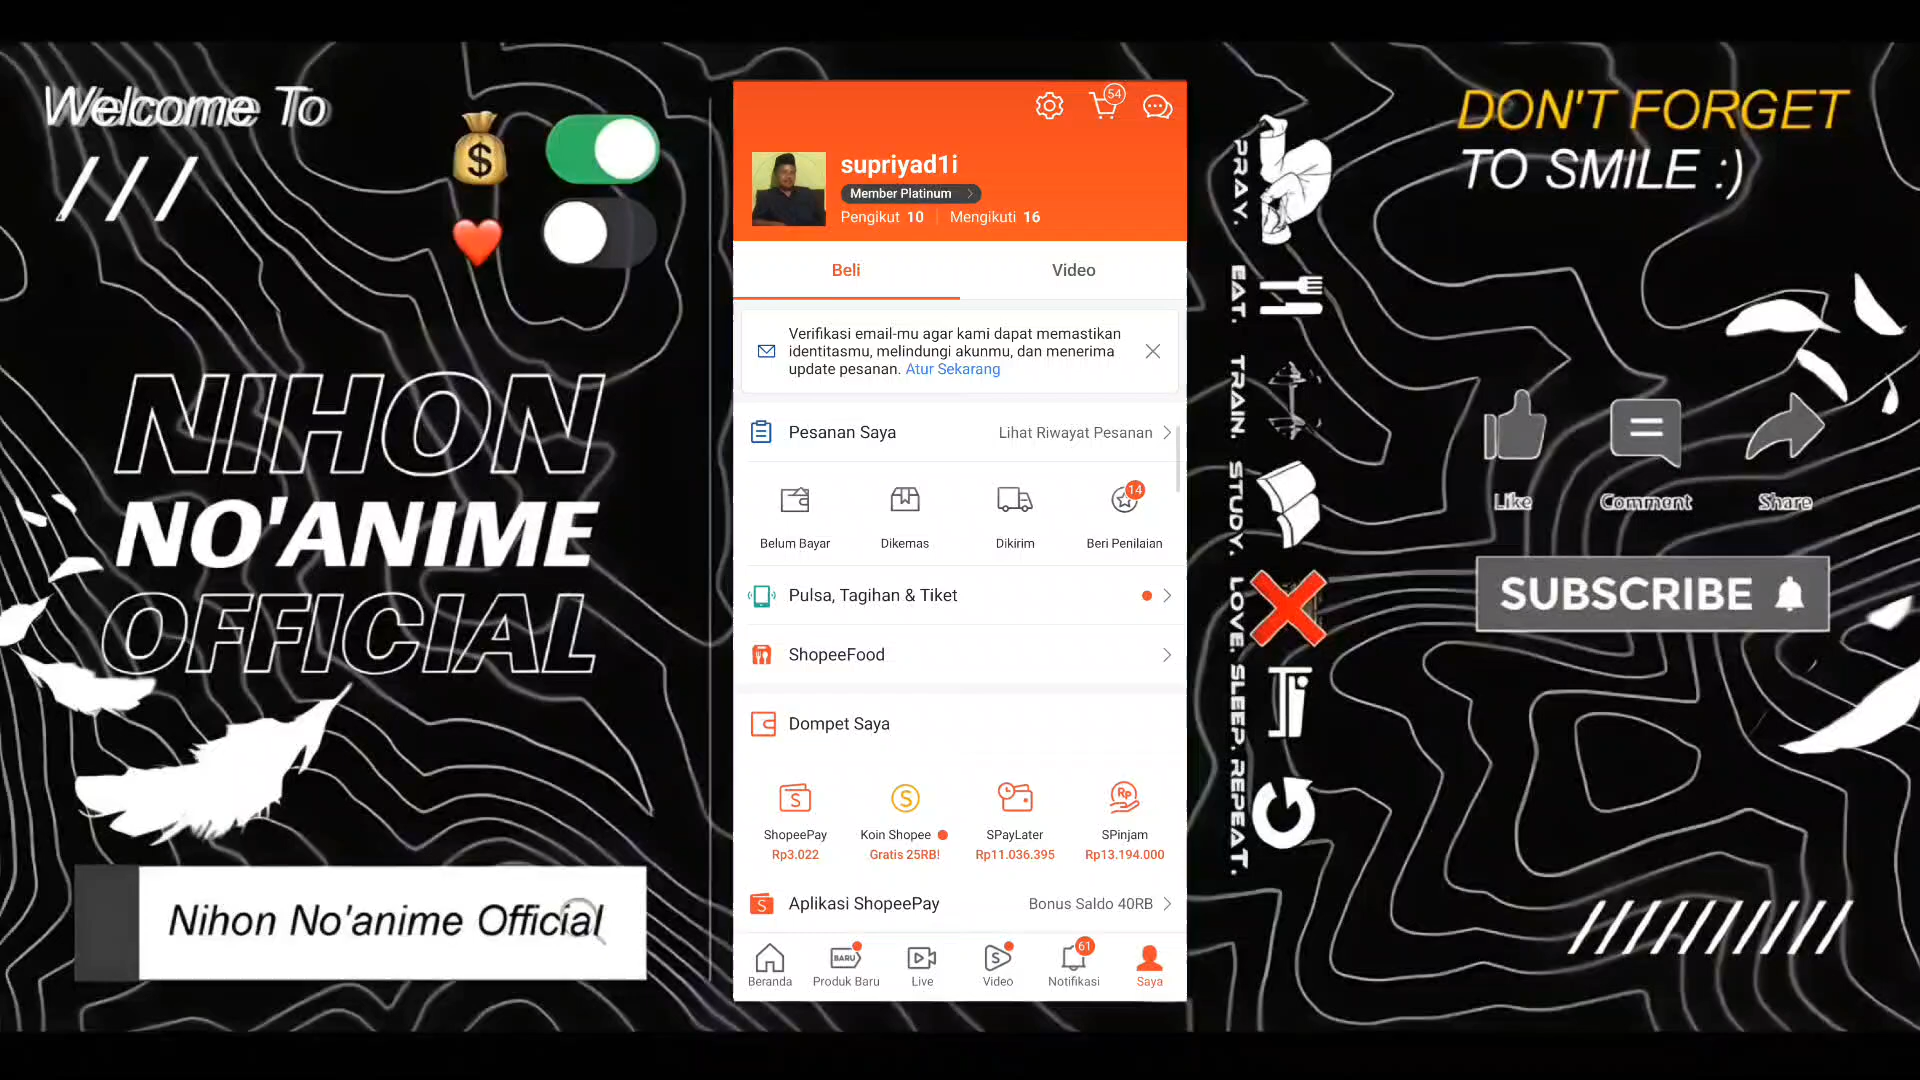 Welcome To
NIHON
NO'ANIME
OFFICIAL
Nihon No'anime Official
54
supriyad1i
Member Platinum
Pengikut 10
Mengikuti 16
Beli
Video
Verifikasi email-mu agar kami dapat memastikan
identitasmu, melindungi akunmu, dan menerima
update pesanan. Atur Sekarang
Pesanan Saya
Lihat Riwayat Pesanan
14
Belum Bayar
Dikemas
Dikirim
Beri Penilaian
Pulsa, Tagihan & Tiket
ShopeeFood
Dompet Saya
ShopeePay
Koin Shopee
SPayLater
SPinjam
Rp3.022
Gratis 25RB!
Rp11.036.395
Rp13.194.000
Aplikasi ShopeePay
Bonus Saldo 40RB
BARU
61
Beranda
Produk Baru
Live
Video
Notifikasi
Saya
PRAY.
EAT.
TRAIN.
STUDY.
LOVE.
SLEEP.
REPEAT.
DON'T FORGET
TO SMILE :)
Like
Comment
Share
SUBSCRIBE